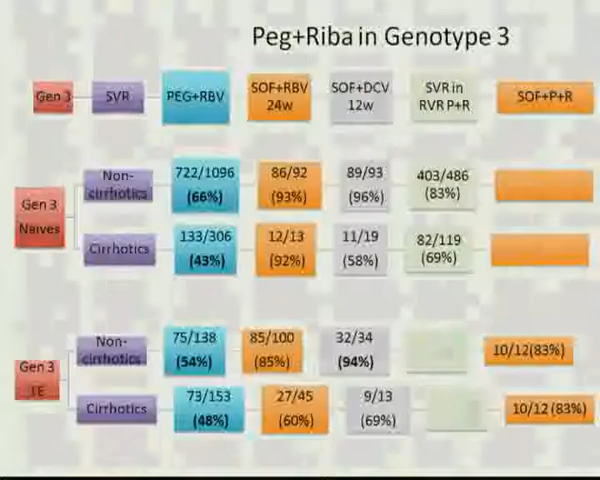 Peg+Riba in Genotype 3
Gen 3 SVR PEG+RBV SOF+RBV 24w SOF+DCV 12w SVR in RVR P+R SOF+P+R
Gen 3 Naives
Non-cirrhotics 722/1096 (66%) 86/92 (93%) 89/93 (96%) 403/486 (83%)
Cirrhotics 133/306 (43%) 12/13 (92%) 11/19 (58%) 82/119 (69%)
Gen 3 TE
Non-cirrhotics 75/138 (54%) 85/100 (85%) 32/34 (94%) 10/12(83%)
Cirrhotics 73/153 (48%) 27/45 (60%) 9/13 (69%) 10/12 (83%)